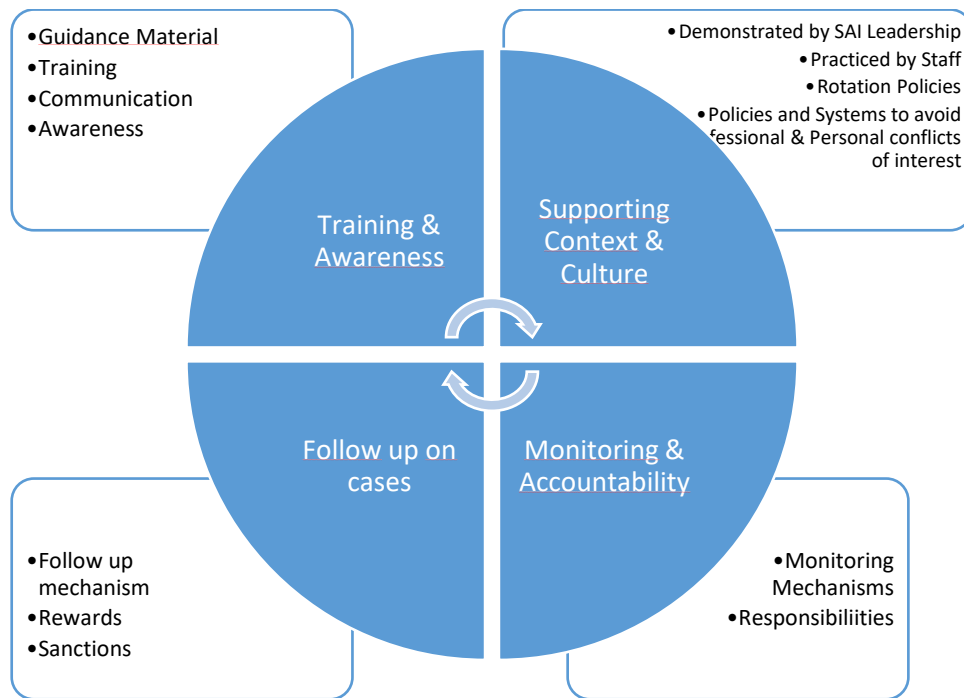 •Guidance Material
•Training
•Communication
•Awareness
•Demonstrated by SAI Leadership
•Practiced by Staff
•Rotation Policies
•Policies and Systems to avoid
& Personal conflicts
of interest
Training &
Awareness
Supporting
Context &
Culture
Follow up on
cases
Monitoring &
Accountability
•Follow up
mechanism
•Rewards
•Sanctions
•Monitoring
Mechanisms
•Responsibiliities